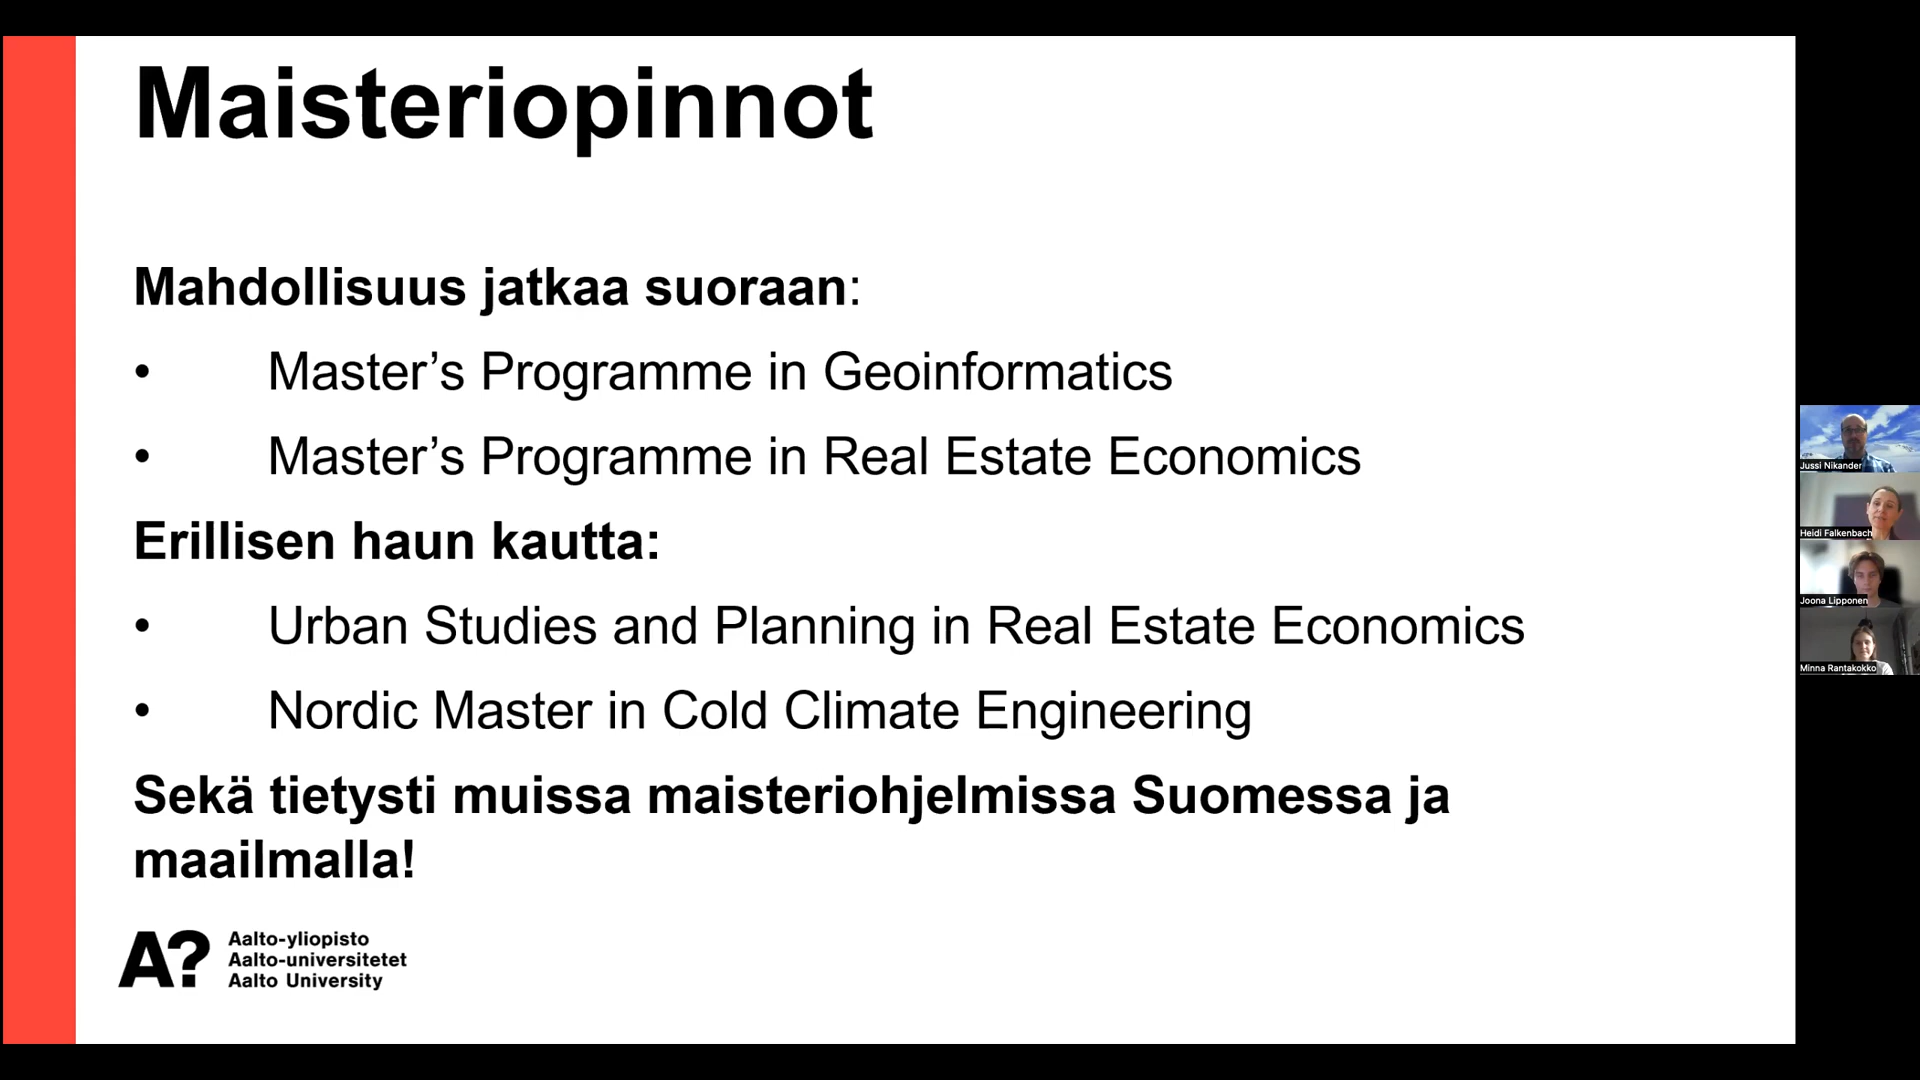 Maisteriopinnot
Mahdollisuus jatkaa suoraan:
• Master’s Programme in Geoinformatics
• Master’s Programme in Real Estate Economics
Erillisen haun kautta:
• Urban Studies and Planning in Real Estate Economics
• Nordic Master in Cold Climate Engineering
Sekä tietysti muissa maisteriohjelmissa Suomessa ja
maailmalla!
A?
Aalto-yliopisto
Aalto-universitetet
Aalto University
Jussi Nikander
Heidi Falkenbach
Joona Lipponen
Minna Rantakokko